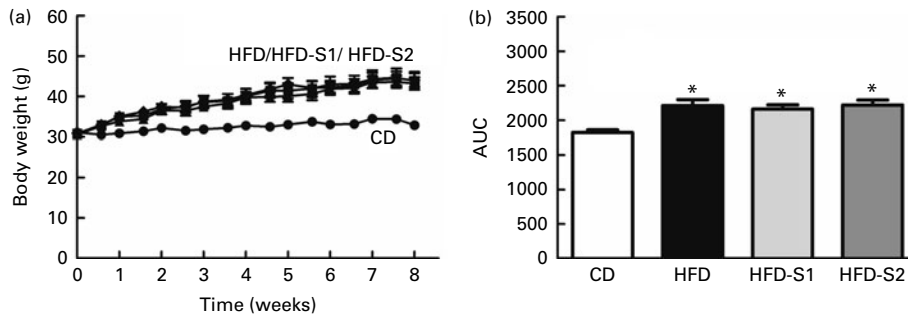 (a)
60
50
40
30
20
10
0
Body weight (g)
HFD/HFD-S1/ HFD-S2
CD
0 1 2 3 4 5 6 7 8
Time (weeks)
(b)
3500
3000
2500
2000
1500
1000
500
0
AUC
* * *
CD HFD HFD-S1 HFD-S2